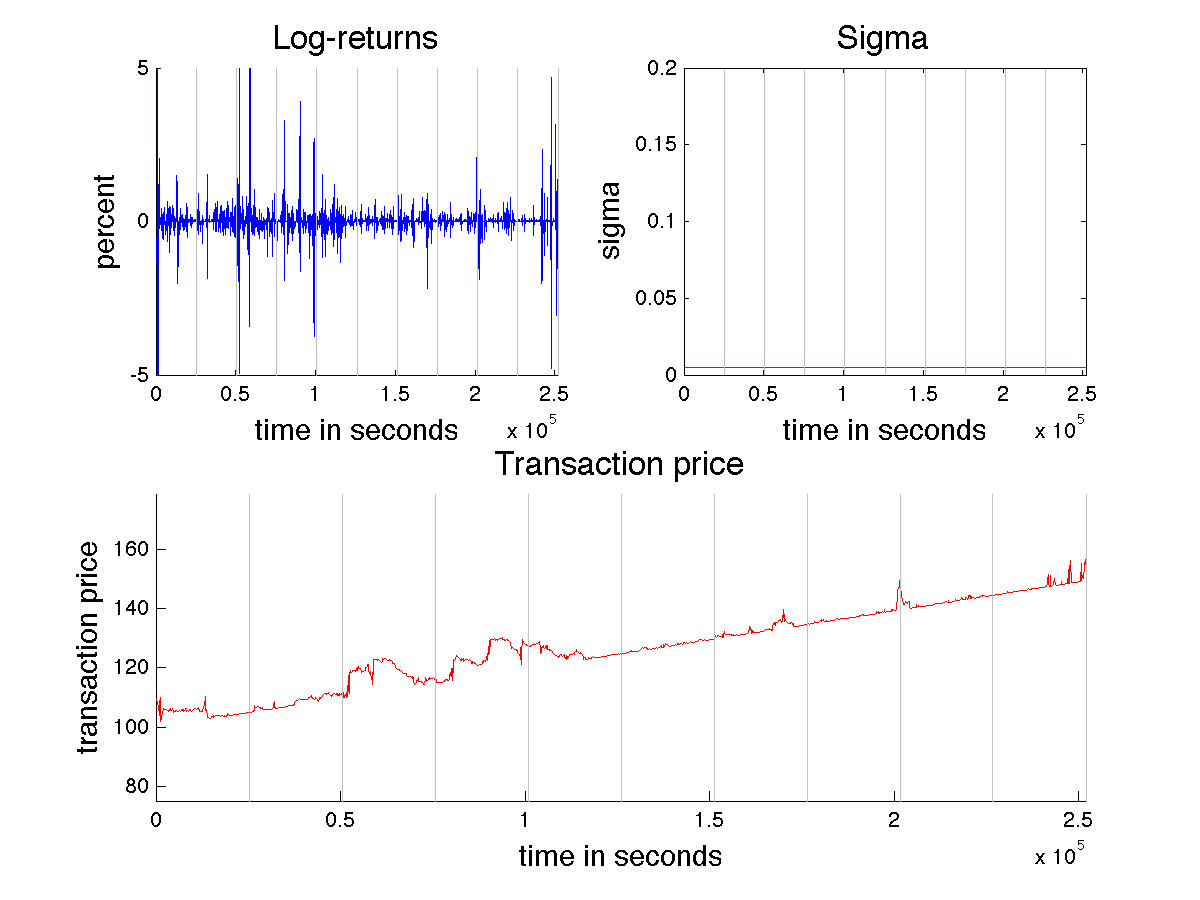 Log-returns
5
0
-5
percent
0 0.5 1 1.5 2 2.5
x 10^5
time in seconds
Sigma
0.2
0.15
0.1
0.05
0
sigma
0 0.5 1 1.5 2 2.5
x 10^5
time in seconds
Transaction price
160
140
120
100
80
transaction price
0 0.5 1 1.5 2 2.5
x 10^5
time in seconds